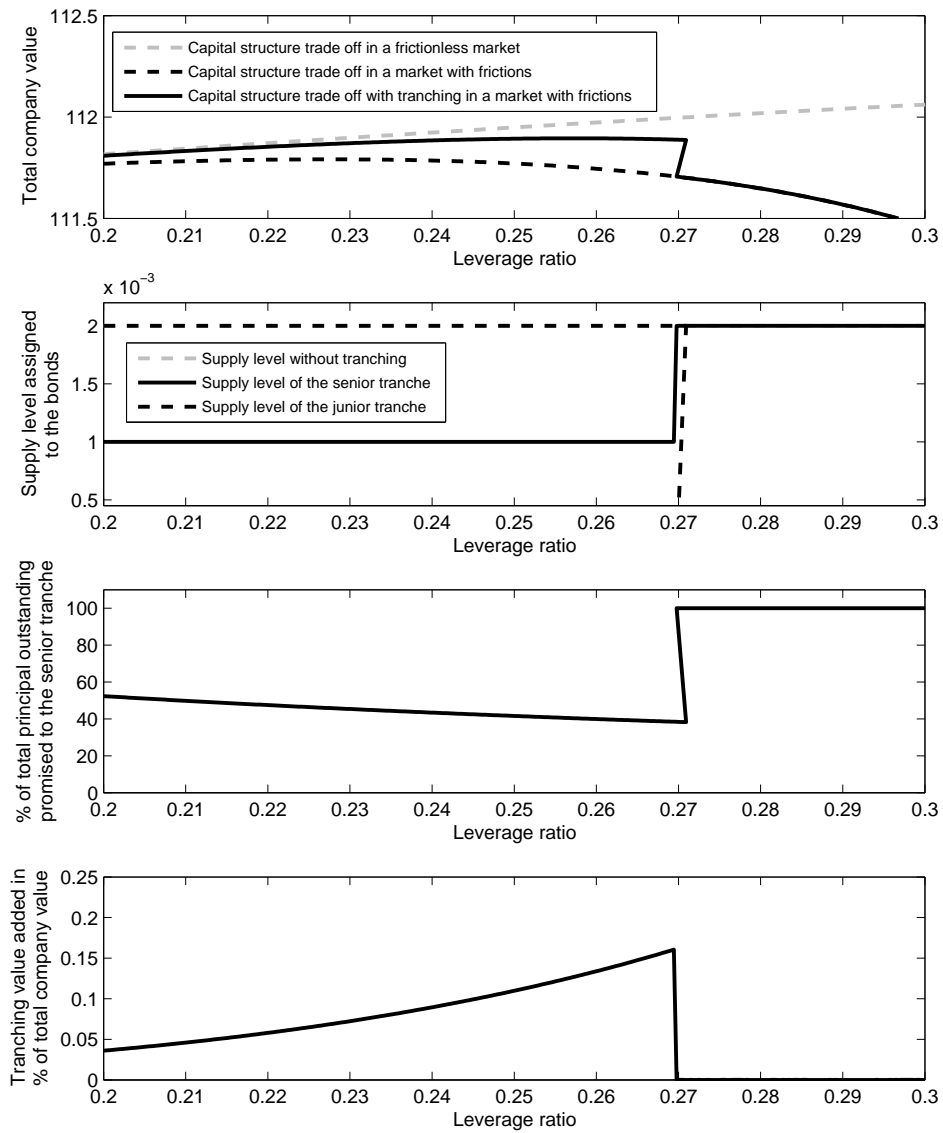 112.5
112
111.5
Total company value
Capital structure trade off in a frictionless market
Capital structure trade off in a market with frictions
Capital structure trade off with tranching in a market with frictions
0.2 0.21 0.22 0.23 0.24 0.25 0.26 0.27 0.28 0.29 0.3
Leverage ratio
x 10⁻³
2
1.5
1
0.5
Supply level assigned
to the bonds
Supply level without tranching
Supply level of the senior tranche
Supply level of the junior tranche
0.2 0.21 0.22 0.23 0.24 0.25 0.26 0.27 0.28 0.29 0.3
Leverage ratio
100
80
60
40
20
0
% of total principal outstanding
promised to the senior tranche
0.2 0.21 0.22 0.23 0.24 0.25 0.26 0.27 0.28 0.29 0.3
Leverage ratio
0.25
0.2
0.15
0.1
0.05
0
Tranching value added in
% of total company value
0.2 0.21 0.22 0.23 0.24 0.25 0.26 0.27 0.28 0.29 0.3
Leverage ratio